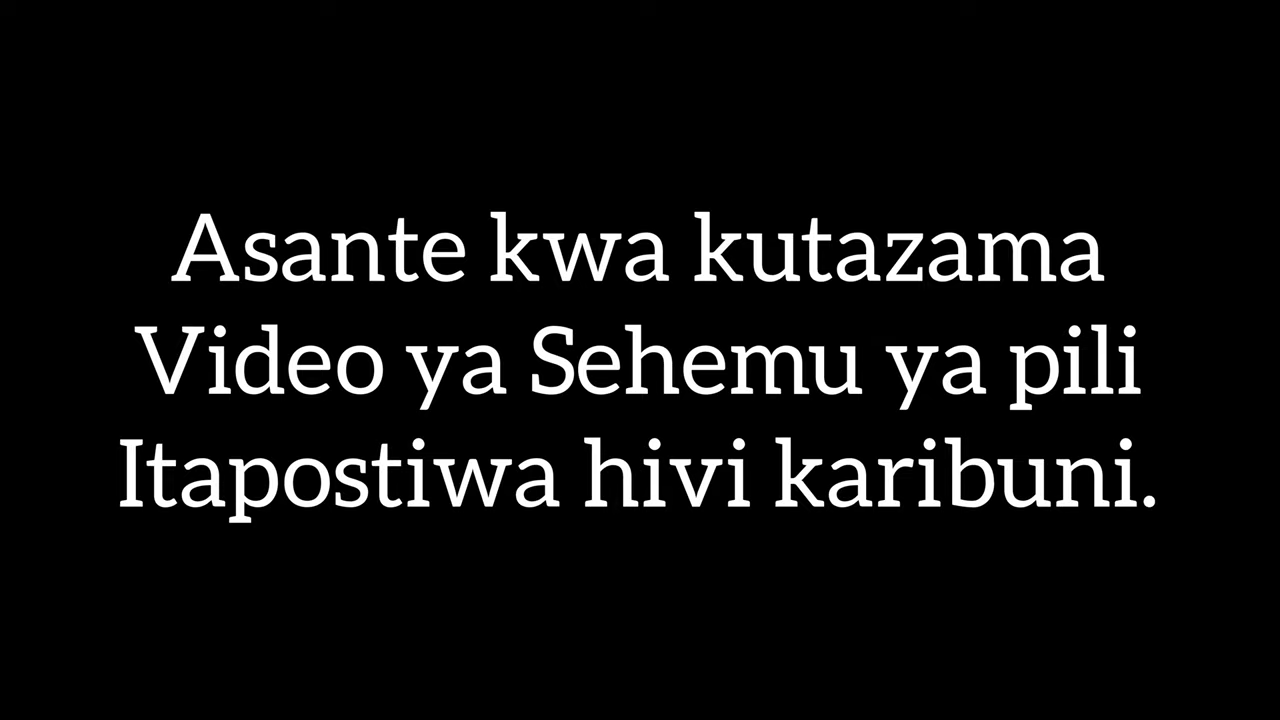 Asante kwa kutazama
Video ya Sehemu ya pili
Itapostiwa hivi karibuni.